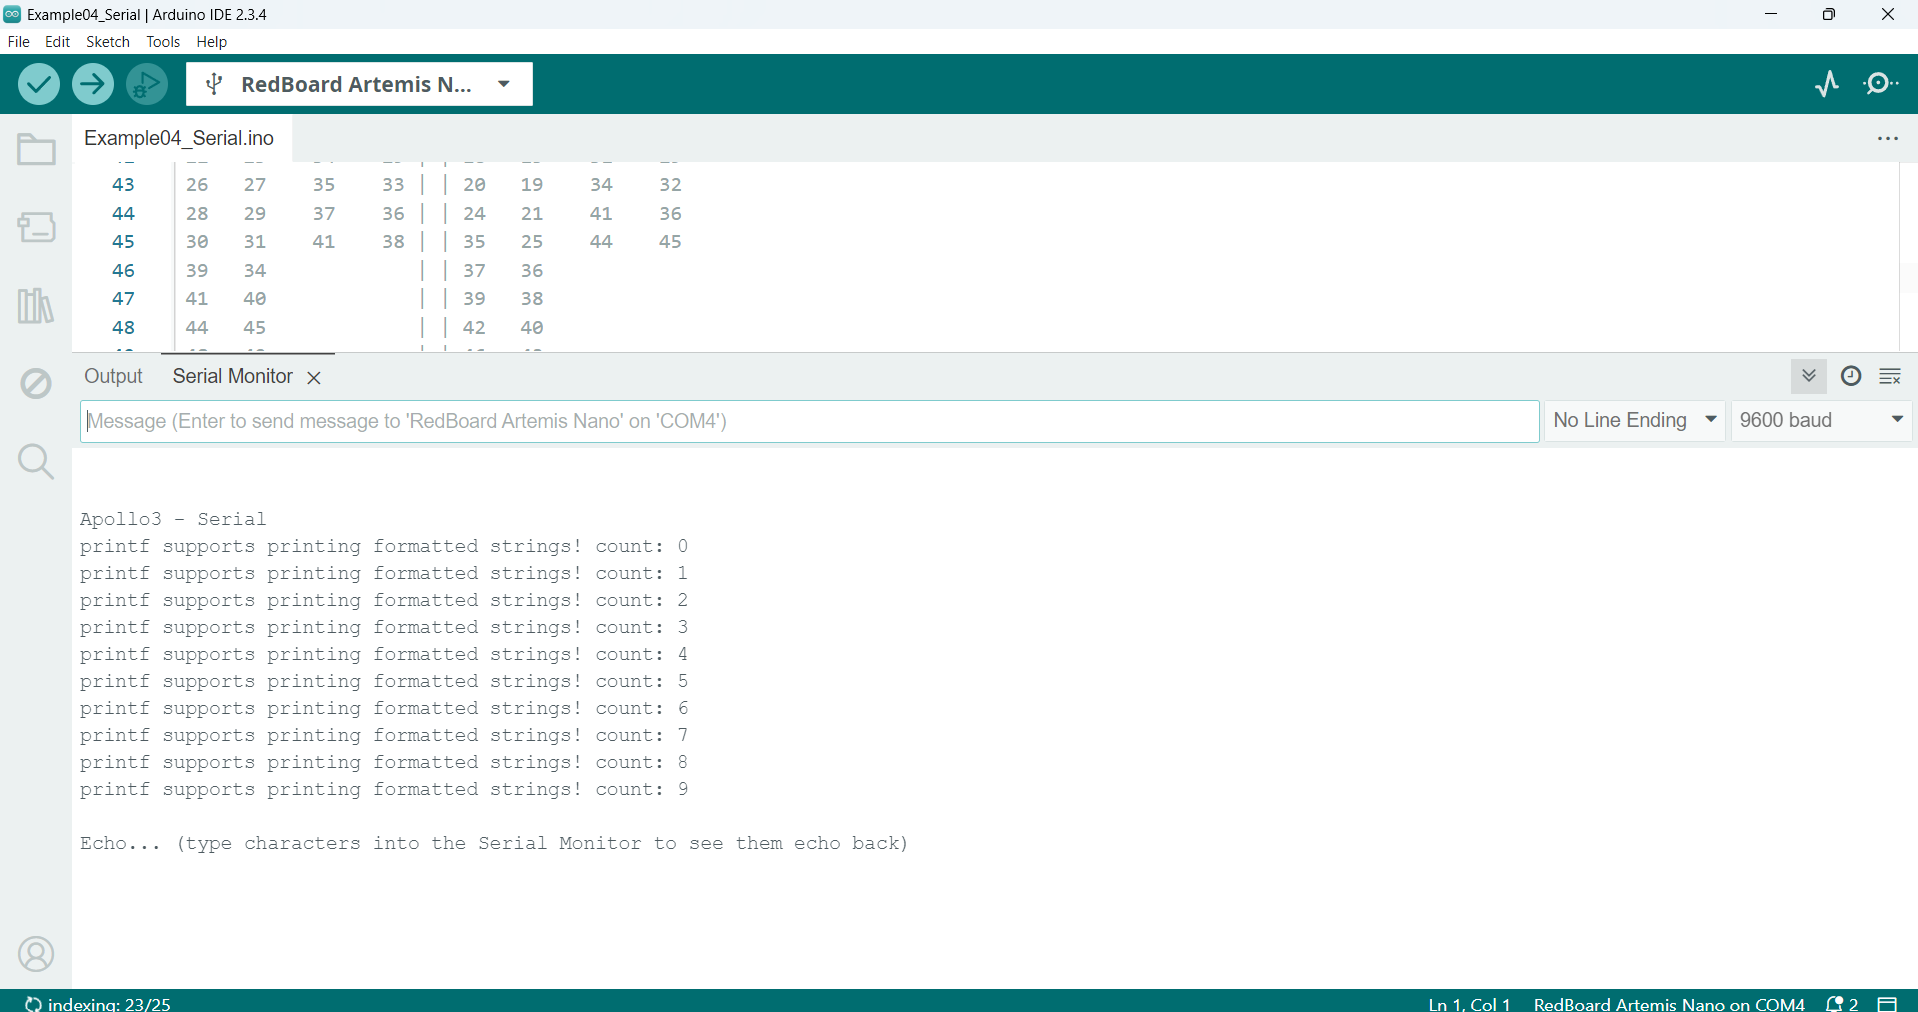 Example04_Serial | Arduino IDE 2.3.4
File Edit Sketch Tools Help
RedBoard Artemis N...
Example04_Serial.ino
43 26 27 35 33 | | 20 19 34 32
44 28 29 37 36 | | 24 21 41 36
45 30 31 41 38 | | 35 25 44 45
46 39 34 | | 37 36
47 41 40 | | 39 38
48 44 45 | | 42 40
Output Serial Monitor
Message (Enter to send message to 'RedBoard Artemis Nano' on 'COM4') No Line Ending 9600 baud
Apollo3 - Serial
printf supports printing formatted strings! count: 0
printf supports printing formatted strings! count: 1
printf supports printing formatted strings! count: 2
printf supports printing formatted strings! count: 3
printf supports printing formatted strings! count: 4
printf supports printing formatted strings! count: 5
printf supports printing formatted strings! count: 6
printf supports printing formatted strings! count: 7
printf supports printing formatted strings! count: 8
printf supports printing formatted strings! count: 9
Echo... (type characters into the Serial Monitor to see them echo back)
indexing: 23/25 Ln 1, Col 1 RedBoard Artemis Nano on COM4 2